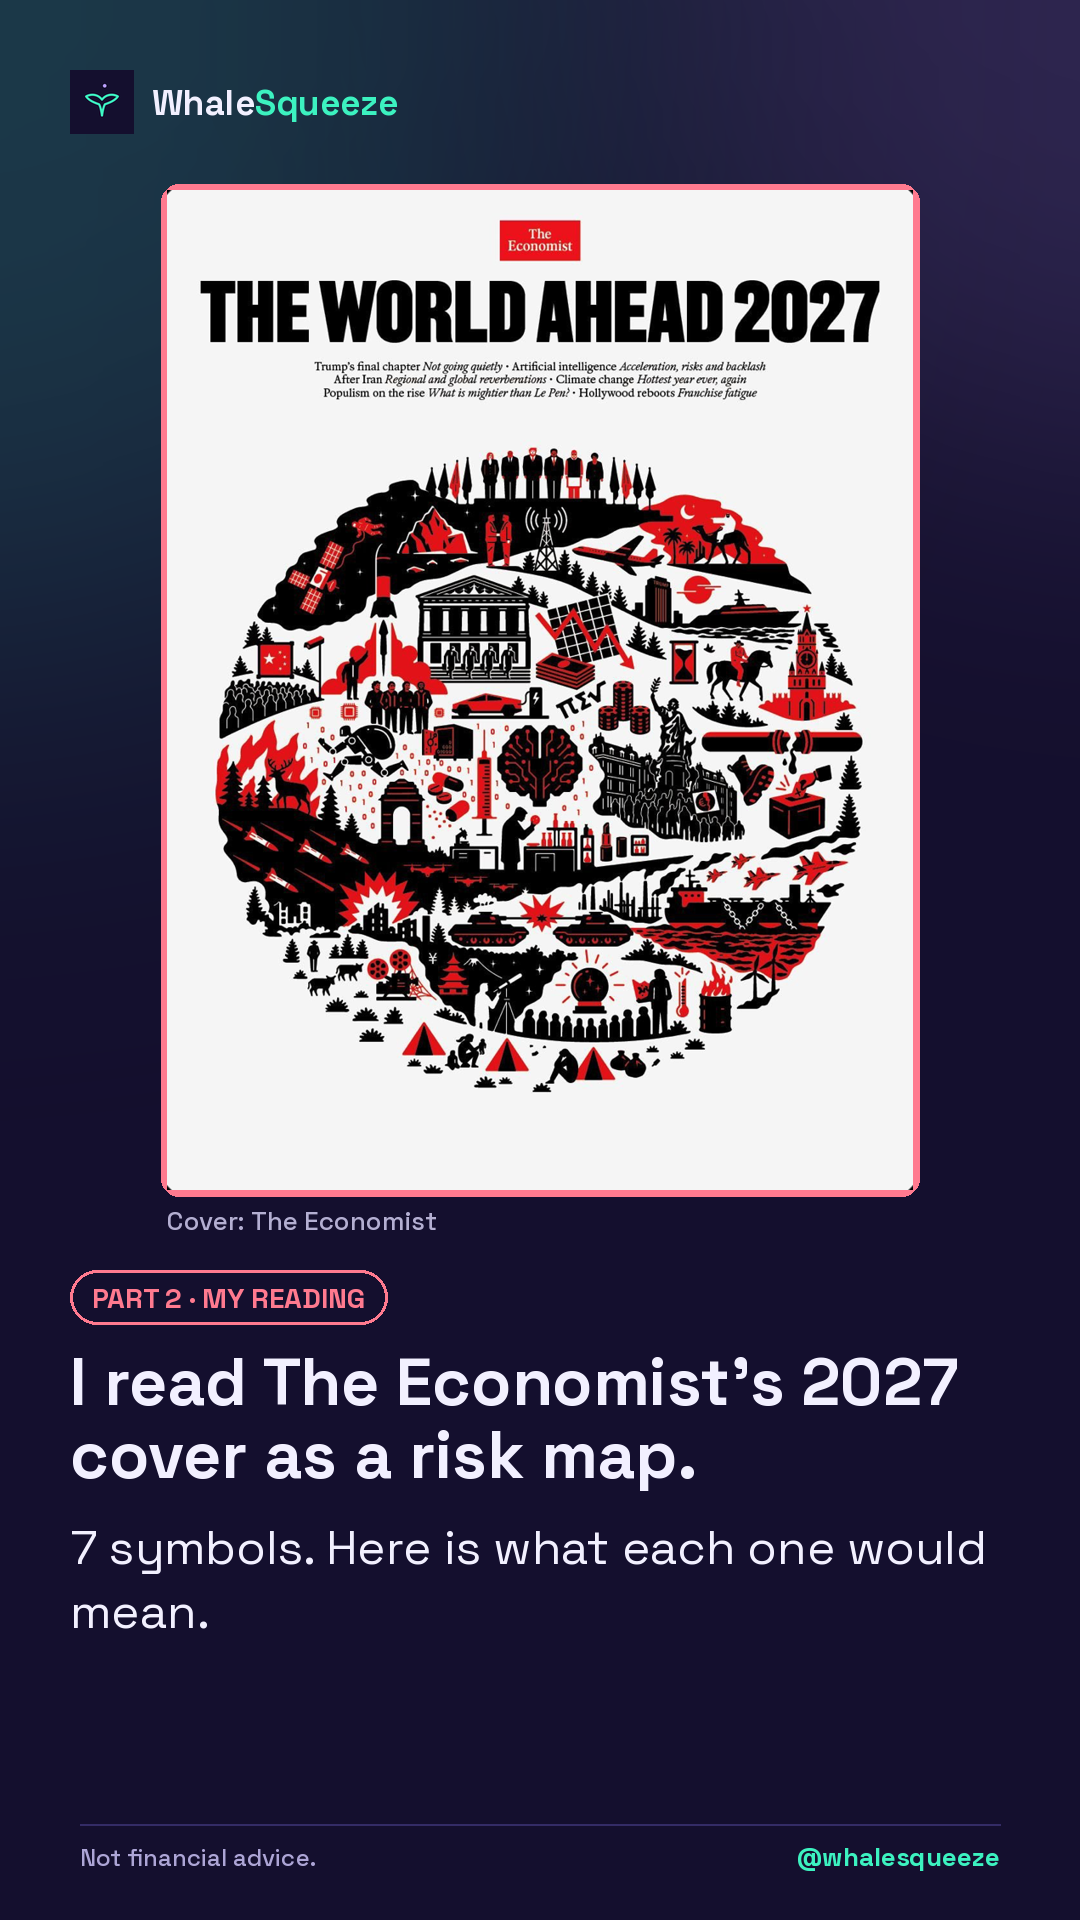 WhaleSqueeze
The
Economist
THE WORLD AHEAD 2027
Trump's final chapter Not going quietly • Artificial intelligence Acceleration, risks and backlash
After Iran Regional and global reverberations • Climate change Hottest year ever, again
Populism on the rise What is mightier than Le Pen? • Hollywood reboots Franchise fatigue
¥
Cover: The Economist
PART 2 · MY READING
I read The Economist’s 2027
cover as a risk map.
7 symbols. Here is what each one would
mean.
Not financial advice.
@whalesqueeze